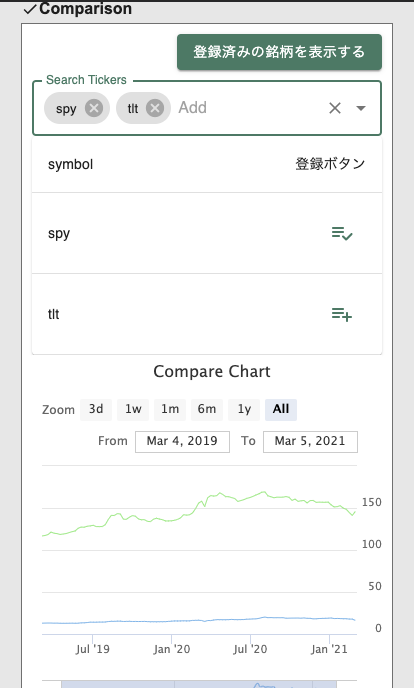 Comparison
登録済みの銘柄を表示する
Search Tickers
spy tlt Add
symbol 登録ボタン
spy
tlt
Compare Chart
Zoom 3d 1w 1m 6m 1y All
From Mar 4, 2019 To Mar 5, 2021
150
100
50
0
Jul '19 Jan '20 Jul '20 Jan '21